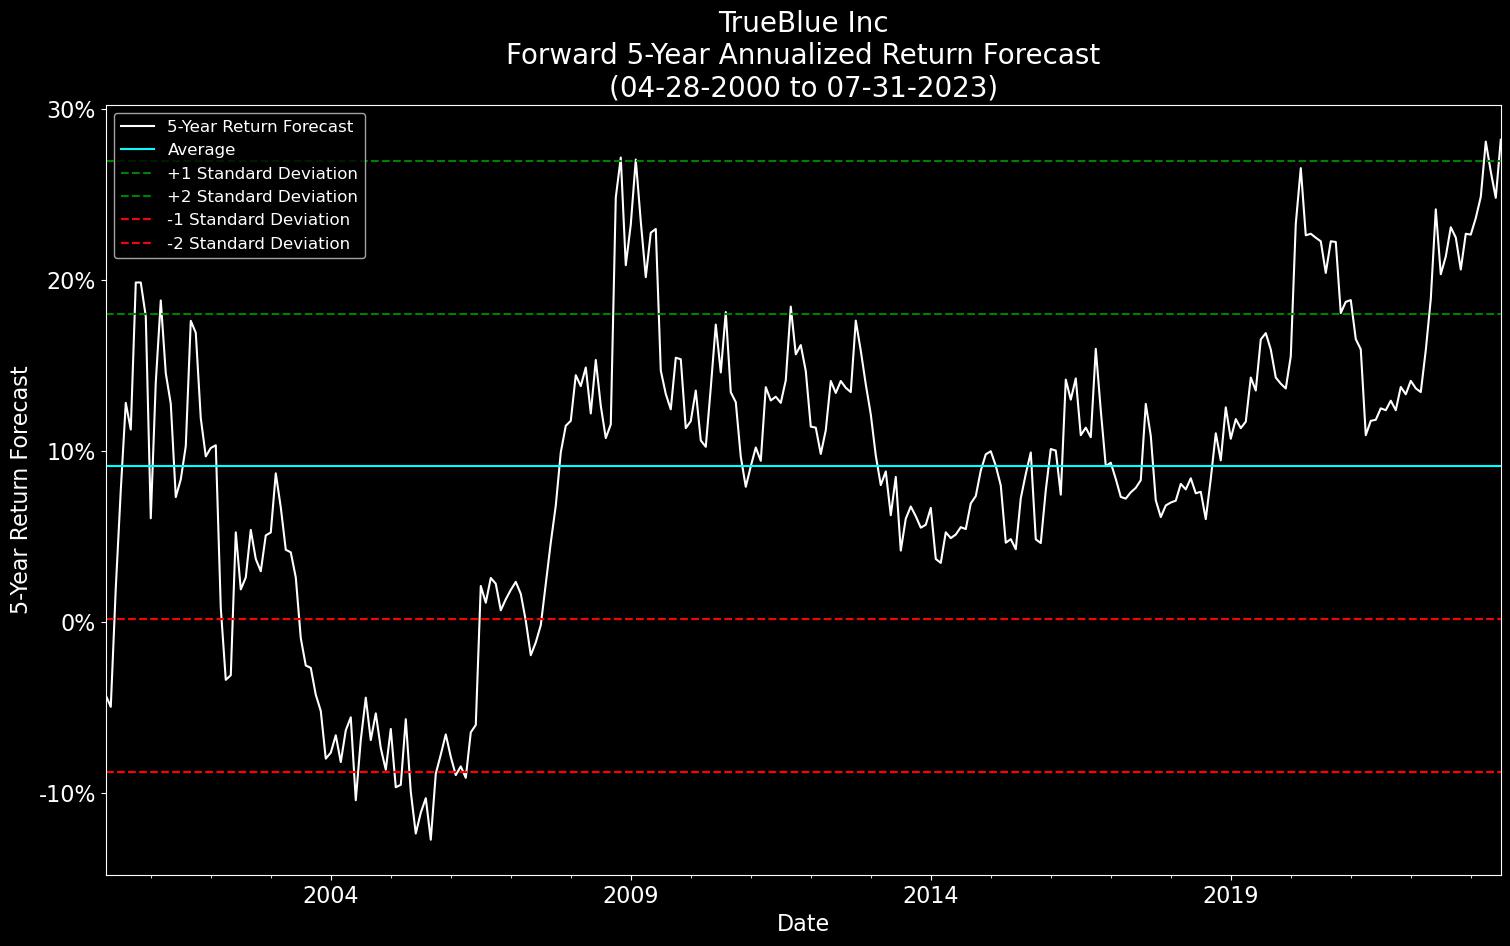 TrueBlue Inc
Forward 5-Year Annualized Return Forecast
(04-28-2000 to 07-31-2023)
30%
20%
10%
0%
-10%
5-Year Return Forecast
5-Year Return Forecast
Average
+1 Standard Deviation
+2 Standard Deviation
-1 Standard Deviation
-2 Standard Deviation
2004
2009
2014
2019
Date